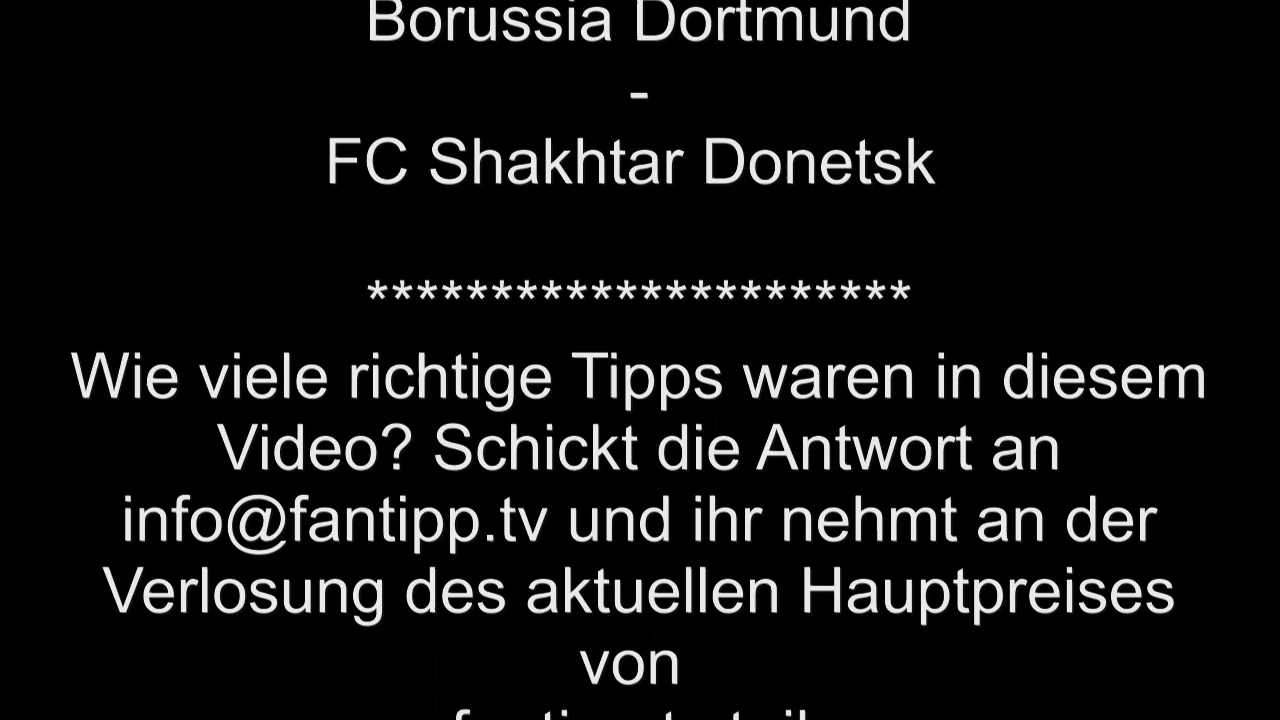 Borussia Dortmund
-
FC Shakhtar Donetsk
**********************
Wie viele richtige Tipps waren in diesem
Video? Schickt die Antwort an
info@fantipp.tv und ihr nehmt an der
Verlosung des aktuellen Hauptpreises
von